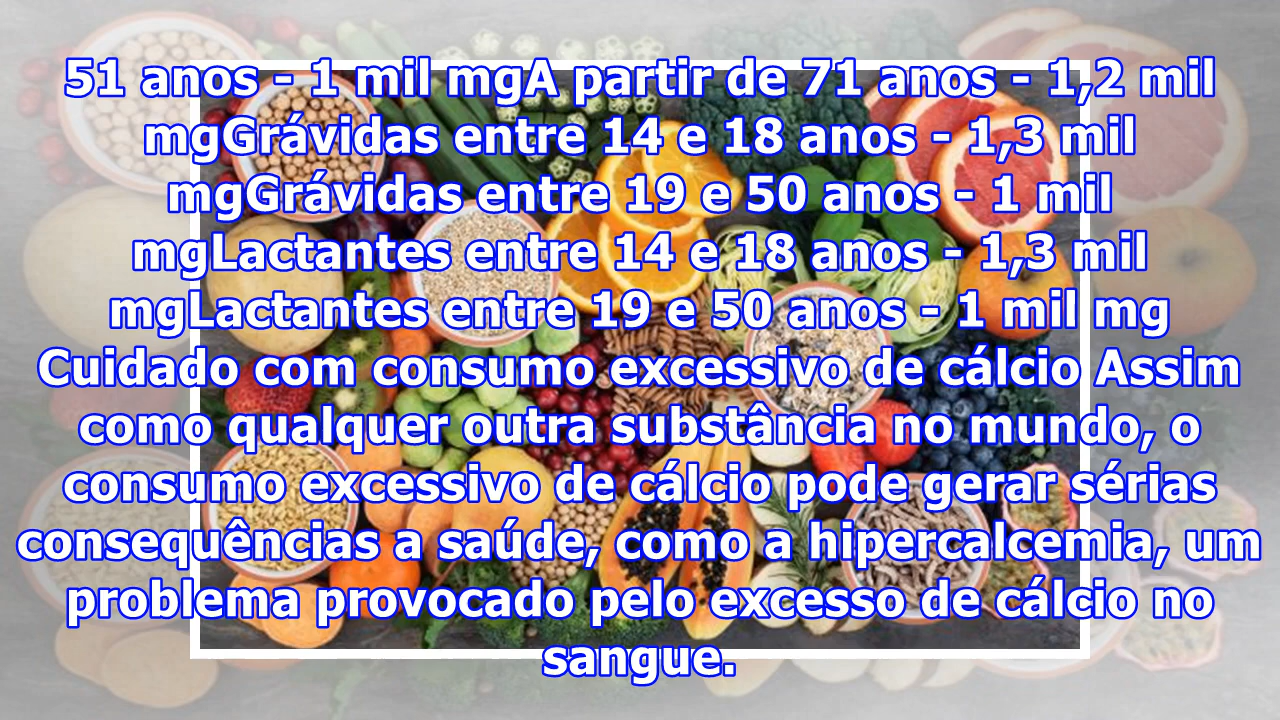 51 anos - 1 mil mgA partir de 71 anos - 1,2 mil
mgGrávidas entre 14 e 18 anos - 1,3 mil
mgGrávidas entre 19 e 50 anos - 1 mil
mgLactantes entre 14 e 18 anos - 1,3 mil
mgLactantes entre 19 e 50 anos - 1 mil mg
Cuidado com consumo excessivo de cálcio Assim
como qualquer outra substância no mundo, o
consumo excessivo de cálcio pode gerar sérias
consequências a saúde, como a hipercalcemia, um
problema provocado pelo excesso de cálcio no
sangue.